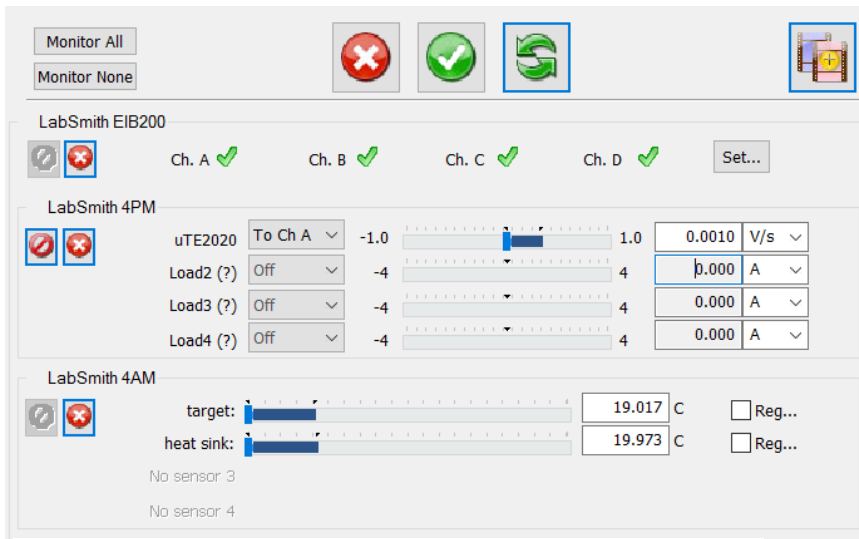 Monitor All
Monitor None
LabSmith EIB200
Ch. A Ch. B Ch. C Ch. D Set...
LabSmith 4PM
uTE2020 To Ch A -1.0 1.0 0.0010 V/s
Load2 (?) Off -4 4 0.000 A
Load3 (?) Off -4 4 0.000 A
Load4 (?) Off -4 4 0.000 A
LabSmith 4AM
target: 19.017 C Reg...
heat sink: 19.973 C Reg...
No sensor 3
No sensor 4